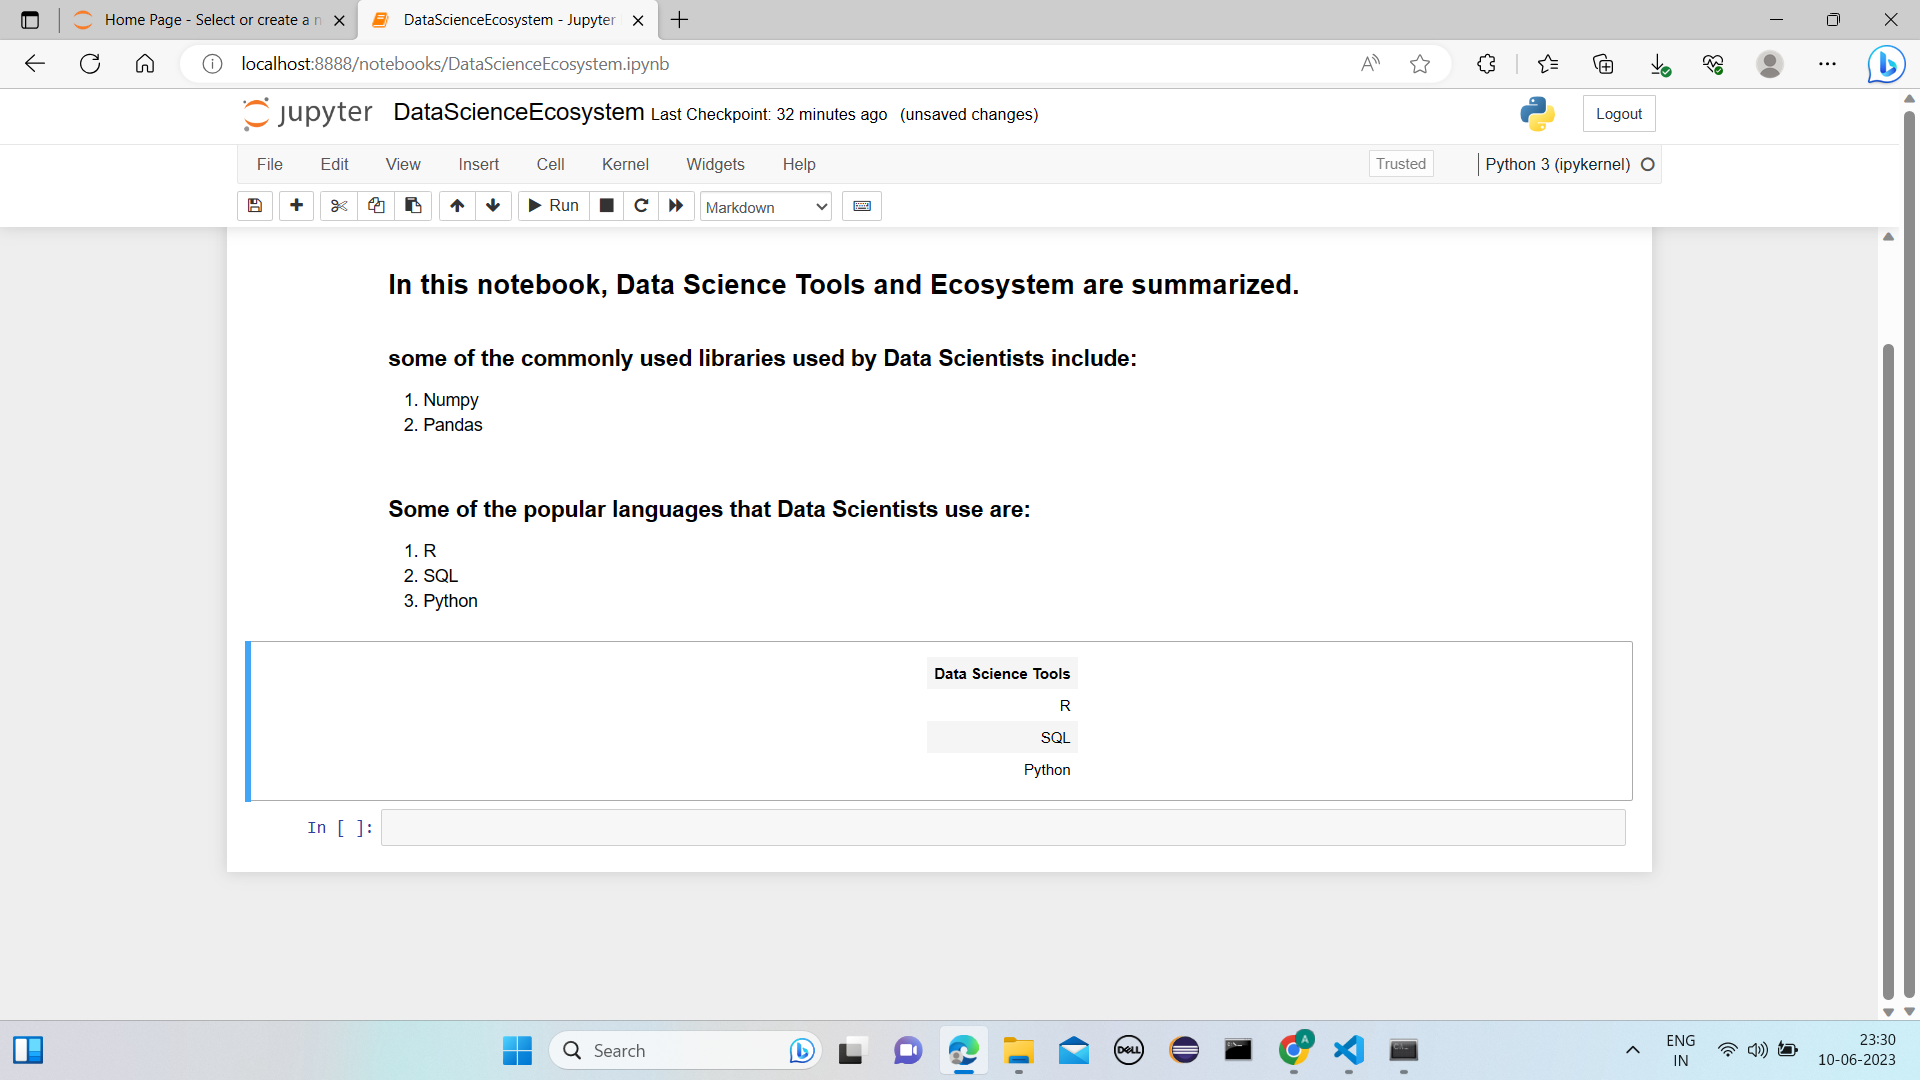 Home Page - Select or create a n
DataScienceEcosystem - Jupyter
localhost:8888/notebooks/DataScienceEcosystem.ipynb
jupyter DataScienceEcosystem Last Checkpoint: 32 minutes ago (unsaved changes)
Logout
File Edit View Insert Cell Kernel Widgets Help
Trusted
Python 3 (ipykernel)
Run
Markdown
In this notebook, Data Science Tools and Ecosystem are summarized.
some of the commonly used libraries used by Data Scientists include:
1. Numpy
2. Pandas
Some of the popular languages that Data Scientists use are:
1. R
2. SQL
3. Python
Data Science Tools
R
SQL
Python
In [ ]:
Search
DELL
A
ENG
IN
23:30
10-06-2023